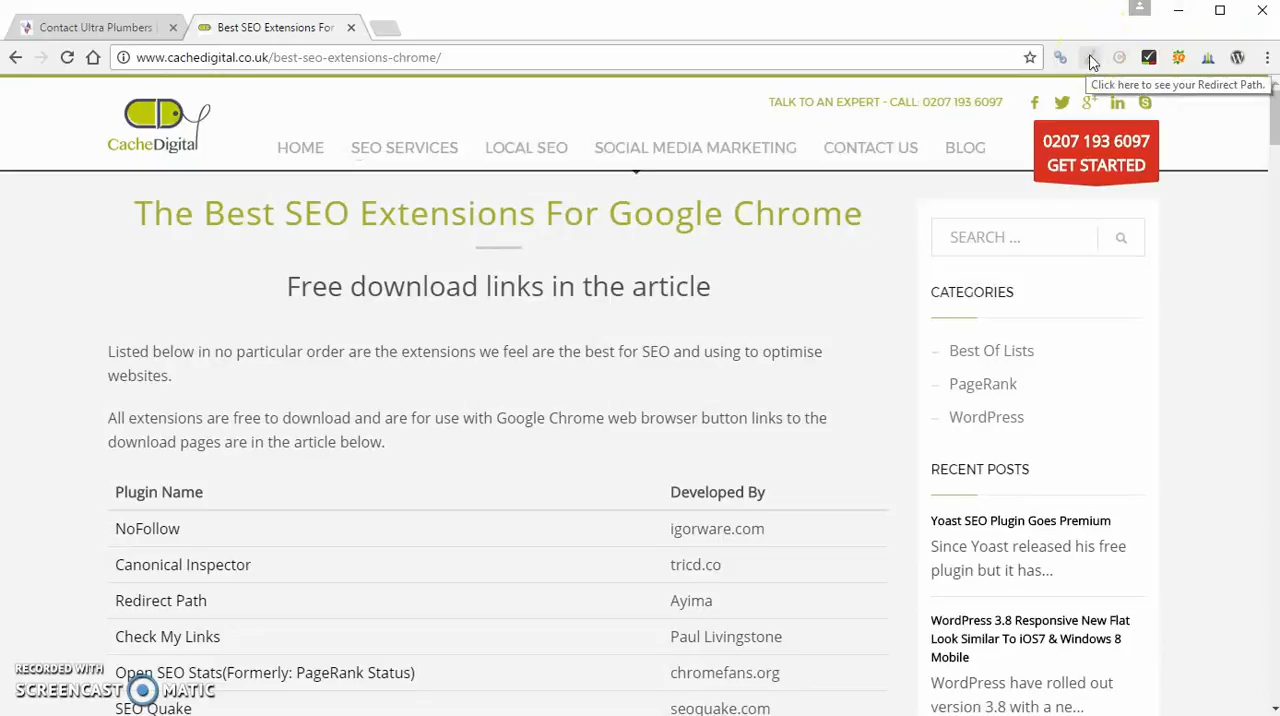 Contact Ultra Plumbers
Best SEO Extensions For
www.cachedigital.co.uk/best-seo-extensions-chrome/
Click here to see your Redirect Path.
CacheDigital
TALK TO AN EXPERT - CALL: 0207 193 6097
HOME
SEO SERVICES
LOCAL SEO
SOCIAL MEDIA MARKETING
CONTACT US
BLOG
0207 193 6097
GET STARTED
The Best SEO Extensions For Google Chrome
Free download links in the article
Listed below in no particular order are the extensions we feel are the best for SEO and using to optimise
websites.
All extensions are free to download and are for use with Google Chrome web browser button links to the
download pages are in the article below.
Plugin Name Developed By
NoFollow igorware.com
Canonical Inspector tricd.co
Redirect Path Ayima
Check My Links Paul Livingstone
Open SEO Stats(Formerly: PageRank Status) chromefans.org
SEO Quake seoquake.com
SEARCH ...
CATEGORIES
Best Of Lists
PageRank
WordPress
RECENT POSTS
Yoast SEO Plugin Goes Premium
Since Yoast released his free
plugin but it has...
WordPress 3.8 Responsive New Flat
Look Similar To iOS7 & Windows 8
Mobile
WordPress have rolled out
version 3.8 with a ne...
RECORDED WITH
SCREENCAST MATIC